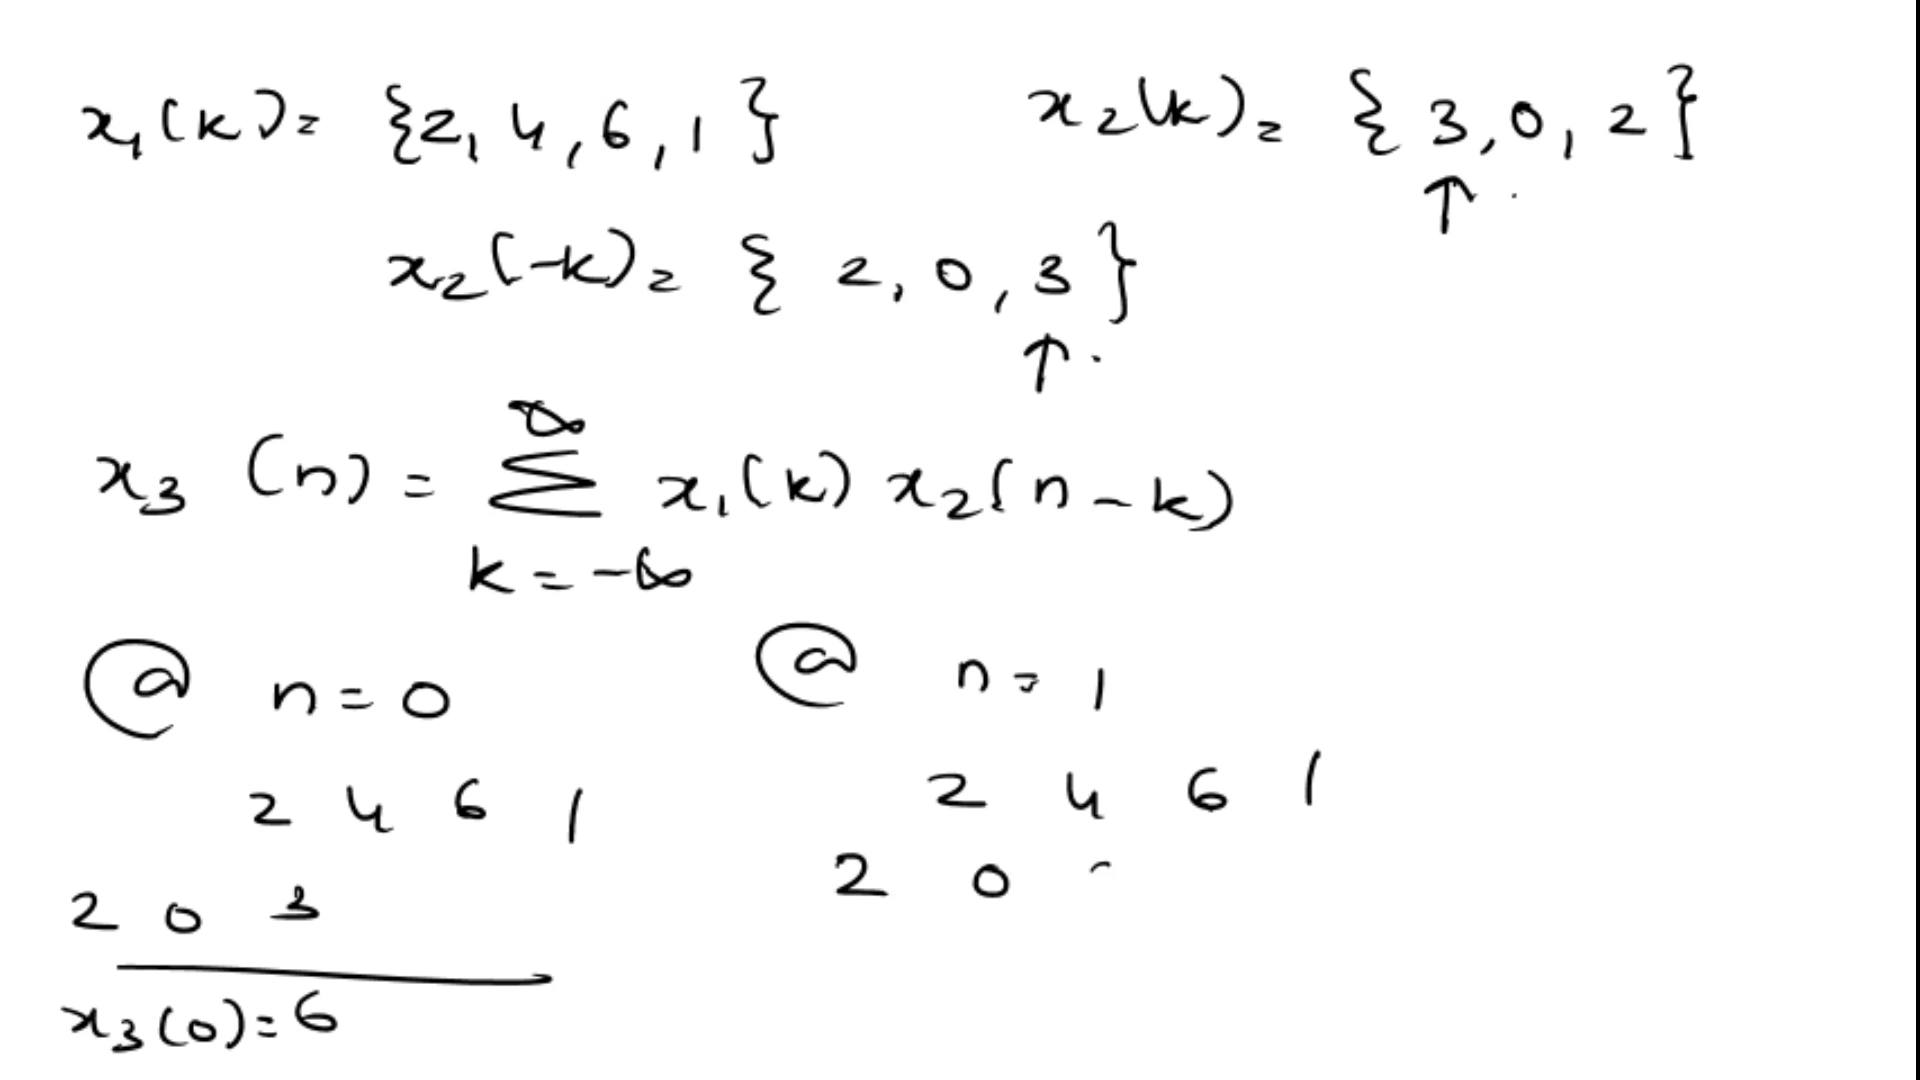 x₁(k) = {2, 4, 6, 1} x₂(k) = {3, 0, 2}
↑
x₂(-k) = {2, 0, 3}
↑
x₃(n) = ∑ x₁(k) x₂(n-k)
∞
k = -∞
@ n = 0 @ n = 1
2 4 6 1 2 4 6 1
2 0 3 2 0
x₃(0) = 6